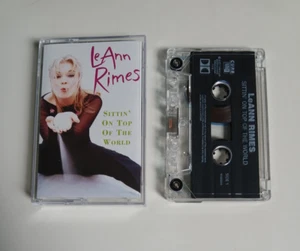 LeAnn
Rimes
SITTIN'
ON TOP
OF THE
WORLD
LeANN RIMES
SITTIN' ON TOP OF THE WORLD